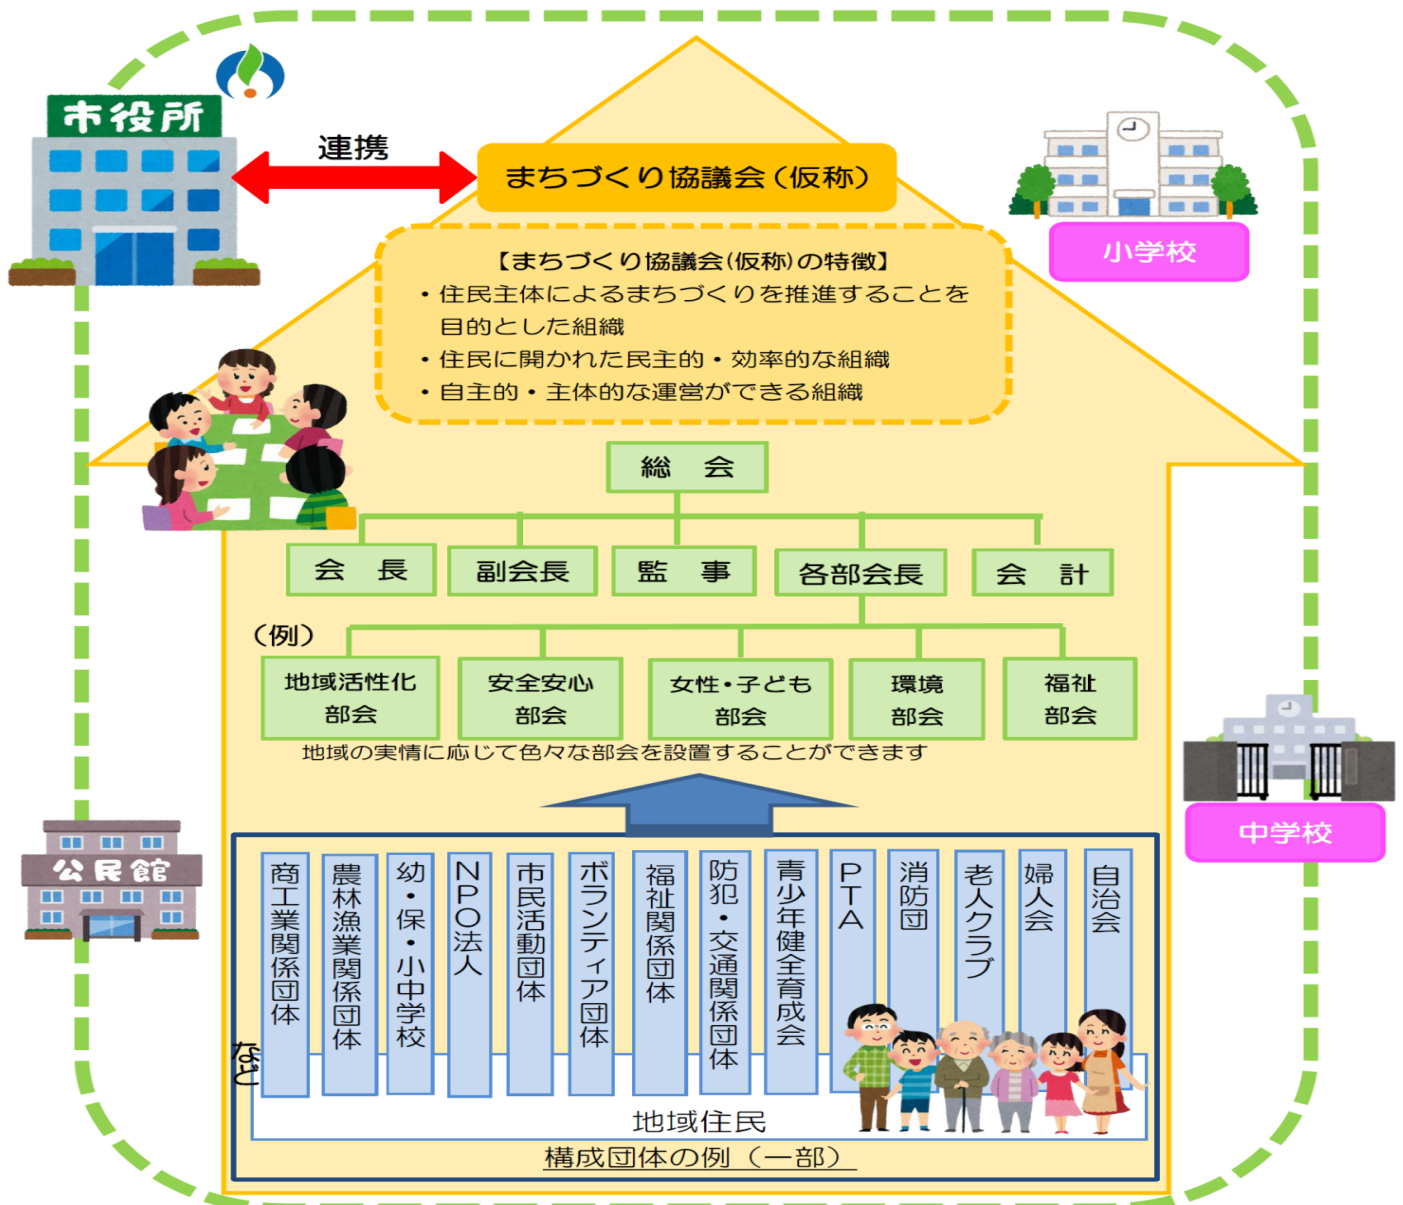 市役所
連携
まちづくり協議会(仮称)
小学校
【まちづくり協議会(仮称)の特徴】
・住民主体によるまちづくりを推進することを
目的とした組織
・住民に開かれた民主的・効率的な組織
・自主的・主体的な運営ができる組織
総 会
会 長
副会長
監 事
各部会長
会 計
(例)
地域活性化
部会
安全安心
部会
女性・子ども
部会
環境
部会
福祉
部会
地域の実情に応じて色々な部会を設置することができます
中学校
公民館
自治会
婦人会
老人クラブ
消防団
PTA
青少年健全育成会
防犯・交通関係団体
福祉関係団体
ボランティア団体
市民活動団体
NPO法人
幼・保・小中学校
農林漁業関係団体
商工業関係団体
など
地域住民
構成団体の例(一部)